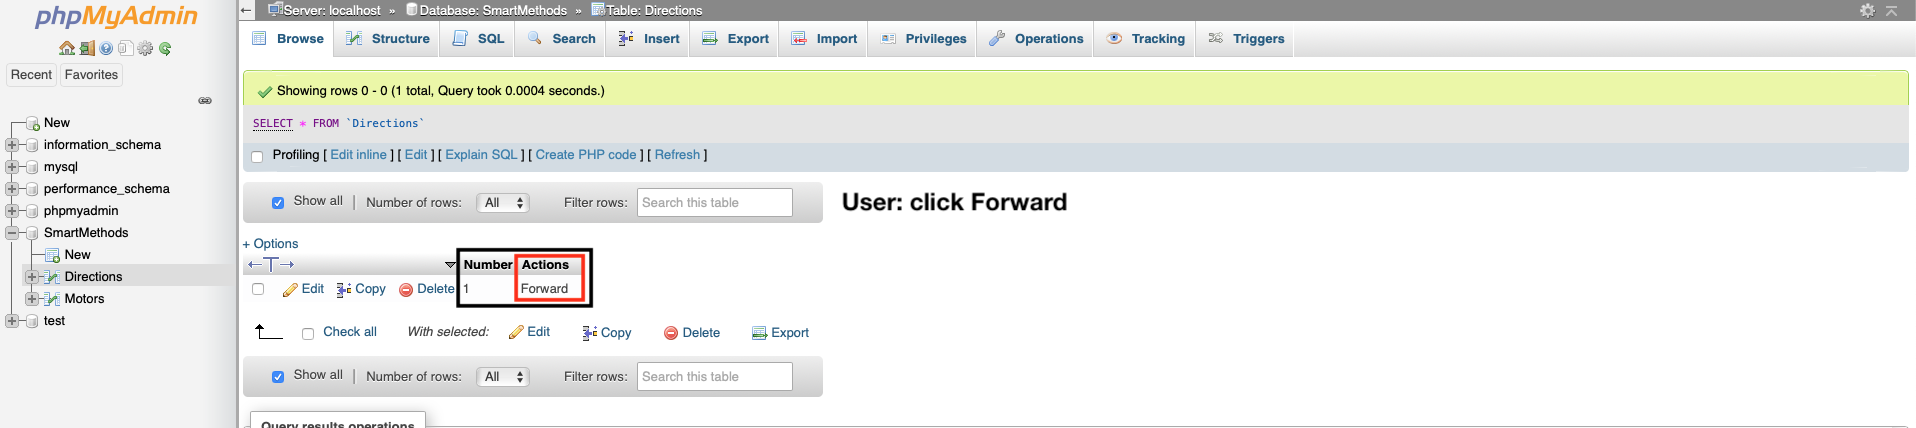 phpMyAdmin
Recent Favorites
New
information_schema
mysql
performance_schema
phpmyadmin
SmartMethods
New
Directions
Motors
test
Server: localhost » Database: SmartMethods » Table: Directions
Browse Structure SQL Search Insert Export Import Privileges Operations Tracking Triggers
Showing rows 0 - 0 (1 total, Query took 0.0004 seconds.)
SELECT * FROM `Directions`
Profiling [ Edit inline ] [ Edit ] [ Explain SQL ] [ Create PHP code ] [ Refresh ]
Show all | Number of rows: All Filter rows: Search this table
User: click Forward
+ Options
Number Actions
Edit Copy Delete 1 Forward
Check all With selected: Edit Copy Delete Export
Show all | Number of rows: All Filter rows: Search this table
Query results operations